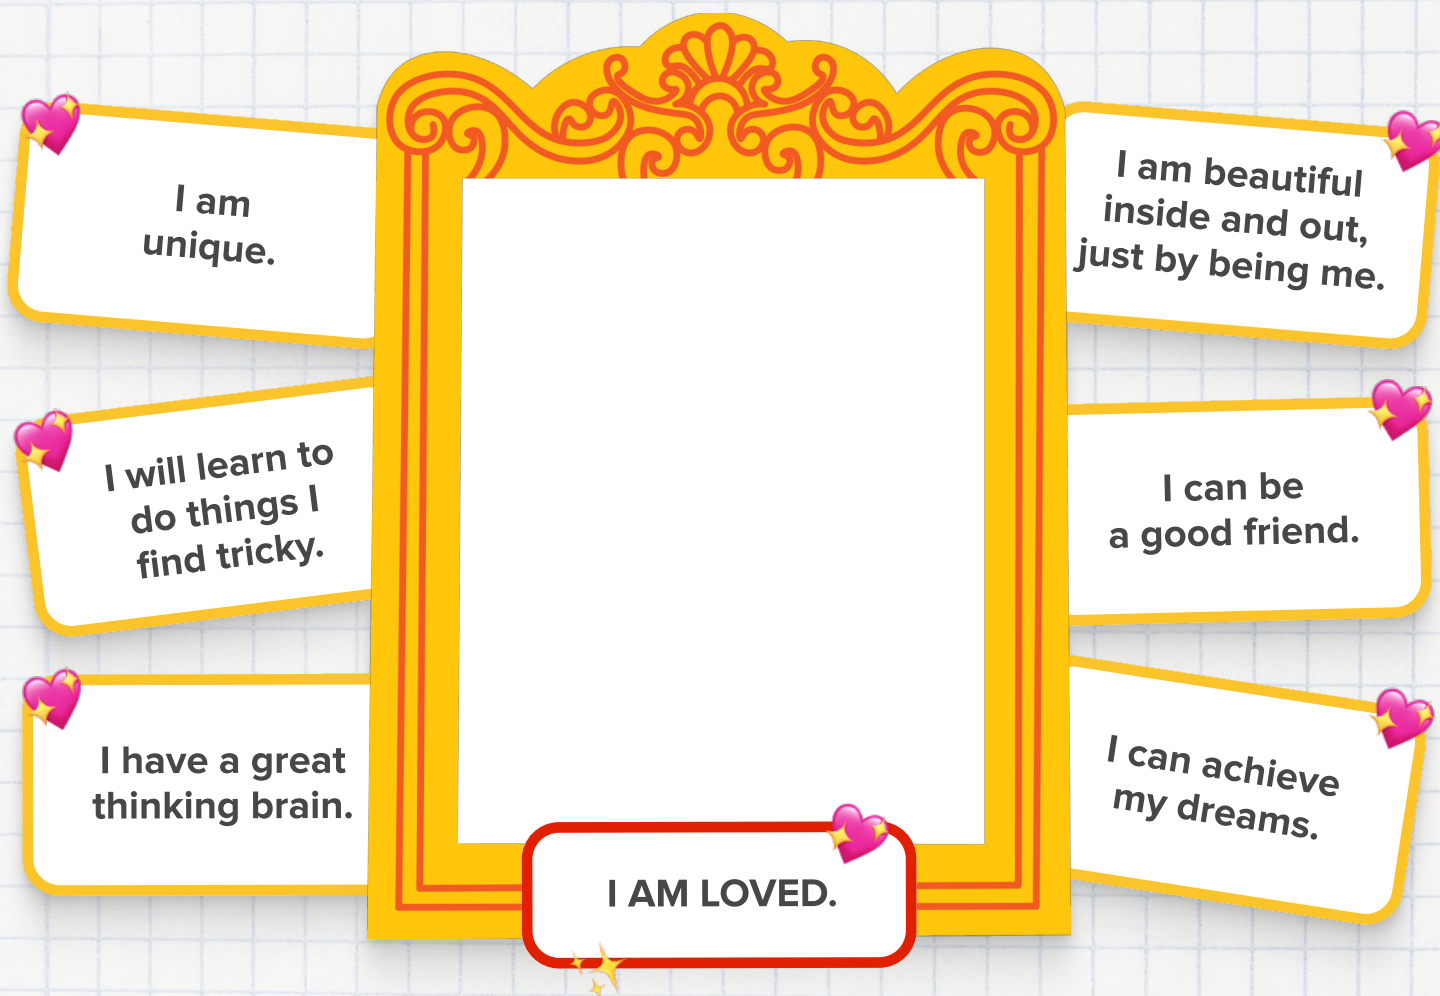 I am
unique.
I will learn to
do things I
find tricky.
I have a great
thinking brain.
I am beautiful
inside and out,
just by being me.
I can be
a good friend.
I can achieve
my dreams.
I AM LOVED.